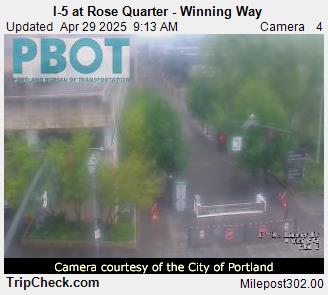 I-5 at Rose Quarter - Winning Way
Updated Apr 29 2025 9:13 AM Camera 4
PBOT
PORTLAND BUREAU OF TRANSPORTATION
Camera courtesy of the City of Portland
TripCheck.com Milepost302.00